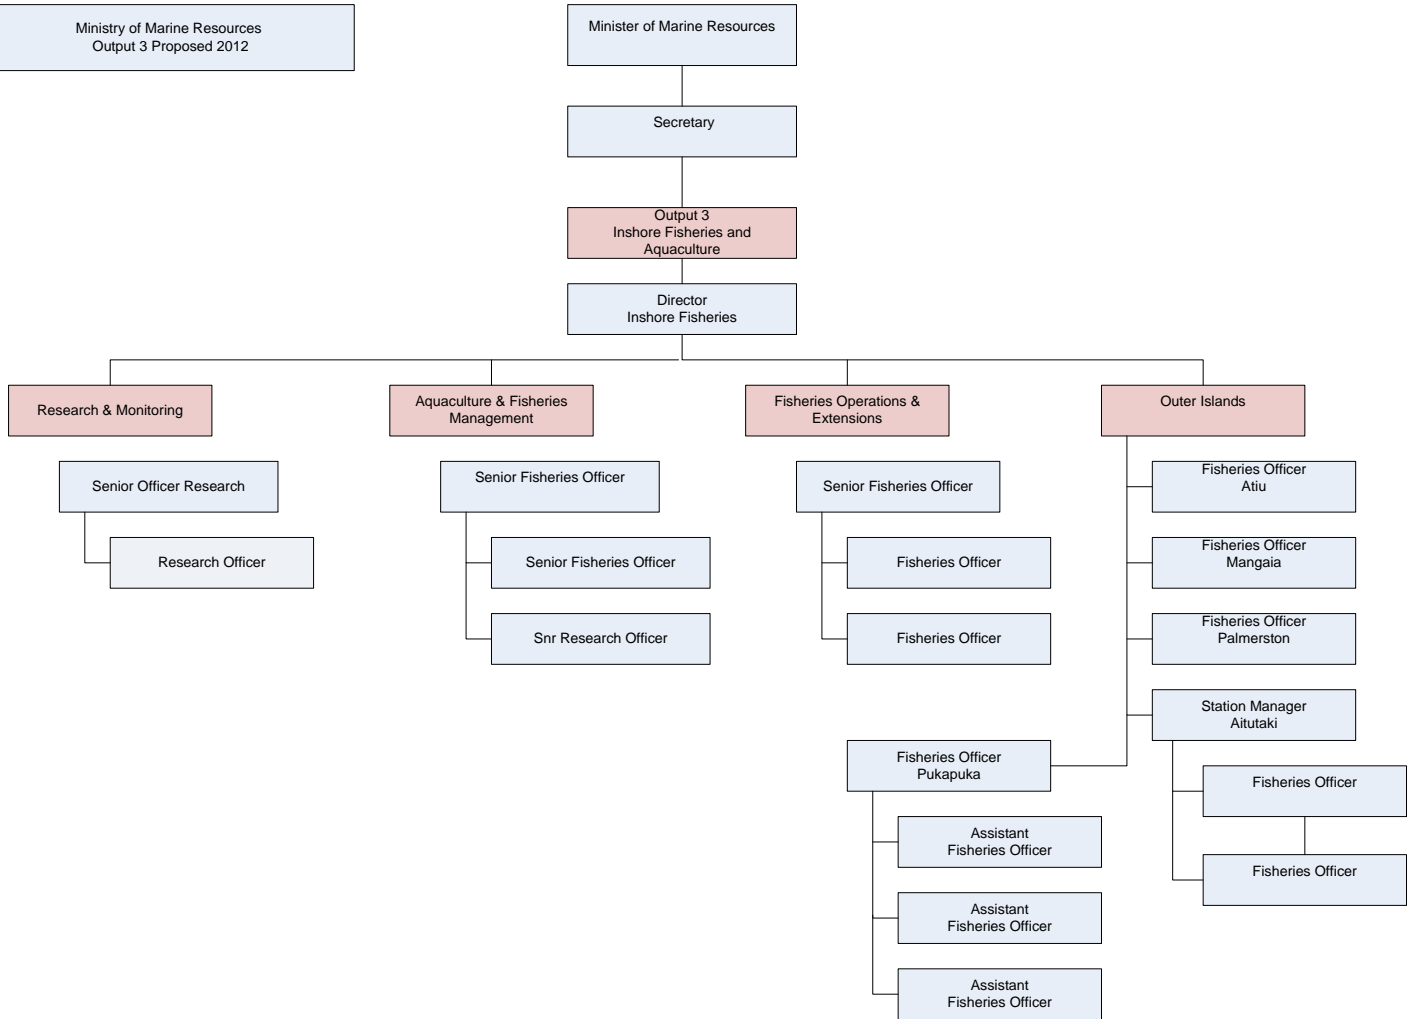 Ministry of Marine Resources
Output 3 Proposed 2012
Minister of Marine Resources
Secretary
Output 3
Inshore Fisheries and
Aquaculture
Director
Inshore Fisheries
Research & Monitoring
Senior Officer Research
Research Officer
Aquaculture & Fisheries
Management
Senior Fisheries Officer
Senior Fisheries Officer
Snr Research Officer
Fisheries Operations &
Extensions
Senior Fisheries Officer
Fisheries Officer
Fisheries Officer
Outer Islands
Fisheries Officer
Atiu
Fisheries Officer
Mangaia
Fisheries Officer
Palmerston
Station Manager
Aitutaki
Fisheries Officer
Fisheries Officer
Fisheries Officer
Pukapuka
Assistant
Fisheries Officer
Assistant
Fisheries Officer
Assistant
Fisheries Officer